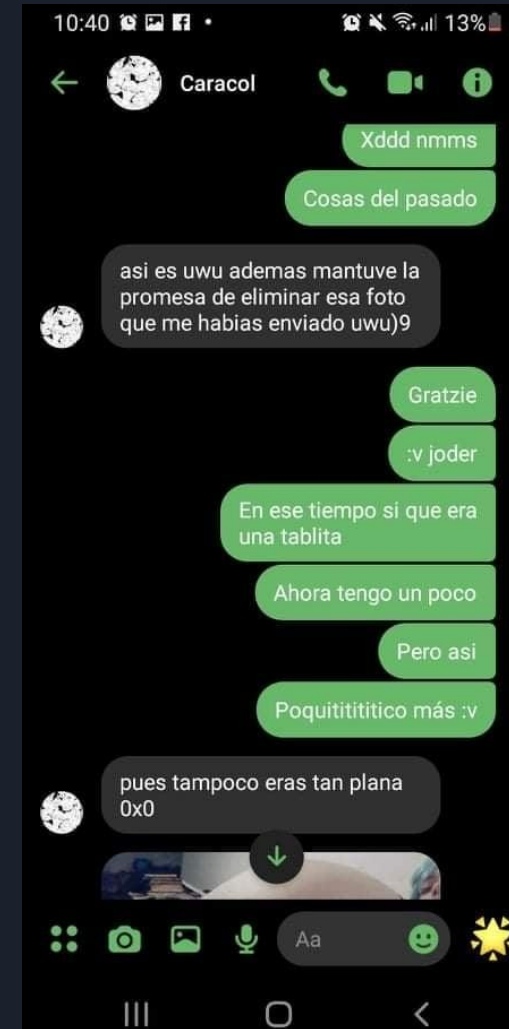 10:40
13%
Caracol
Xddd nmms
Cosas del pasado
asi es uwu ademas mantuve la
promesa de eliminar esa foto
que me habias enviado uwu)9
Gratzie
:v joder
En ese tiempo si que era
una tablita
Ahora tengo un poco
Pero asi
Poquititititico más :v
pues tampoco eras tan plana
0x0
Aa